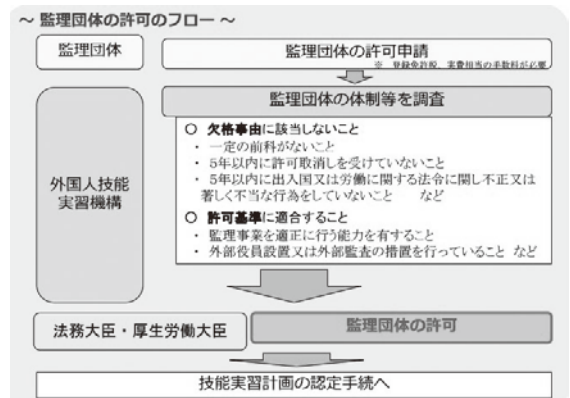 ～ 監理団体の許可のフロー ～
監理団体
監理団体の許可申請
※ 登録免許税、実費相当の手数料が必要
外国人技能
実習機構
監理団体の体制等を調査
○ 欠格事由に該当しないこと
・ 一定の前科がないこと
・ 5年以内に許可取消しを受けていないこと
・ 5年以内に出入国又は労働に関する法令に関し不正又は
著しく不当な行為をしていないこと など
○ 許可基準に適合すること
・ 監理事業を適正に行う能力を有すること
・ 外部役員設置又は外部監査の措置を行っていること など
法務大臣・厚生労働大臣
監理団体の許可
技能実習計画の認定手続へ